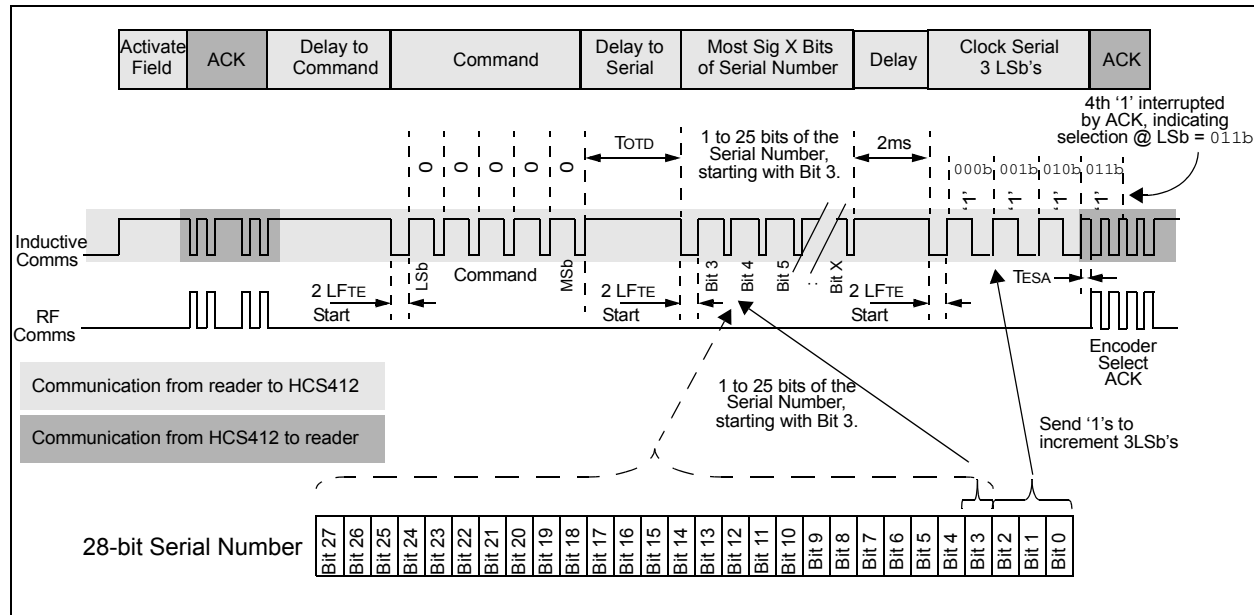 Activate
Field
ACK
Delay to
Command
Command
Delay to
Serial
Most Sig X Bits
of Serial Number
Delay
Clock Serial
3 LSb's
ACK
4th '1' interrupted
by ACK, indicating
selection @ LSb = 011b
0 0 0 0 0
TOTD
1 to 25 bits of the
Serial Number,
starting with Bit 3.
2ms
000b 001b 010b 011b
'1' '1' '1' '1'
Inductive
Comms
LSb
Command
MSb
Bit 3
Bit 4
Bit 5
: :
Bit X
TESA
2 LFTE
Start
2 LFTE
Start
2 LFTE
Start
RF
Comms
Encoder
Select
ACK
Communication from reader to HCS412
Communication from HCS412 to reader
1 to 25 bits of the
Serial Number,
starting with Bit 3.
Send '1's to
increment 3LSb's
28-bit Serial Number
Bit 27
Bit 26
Bit 25
Bit 24
Bit 23
Bit 22
Bit 21
Bit 20
Bit 19
Bit 18
Bit 17
Bit 16
Bit 15
Bit 14
Bit 13
Bit 12
Bit 11
Bit 10
Bit 9
Bit 8
Bit 7
Bit 6
Bit 5
Bit 4
Bit 3
Bit 2
Bit 1
Bit 0